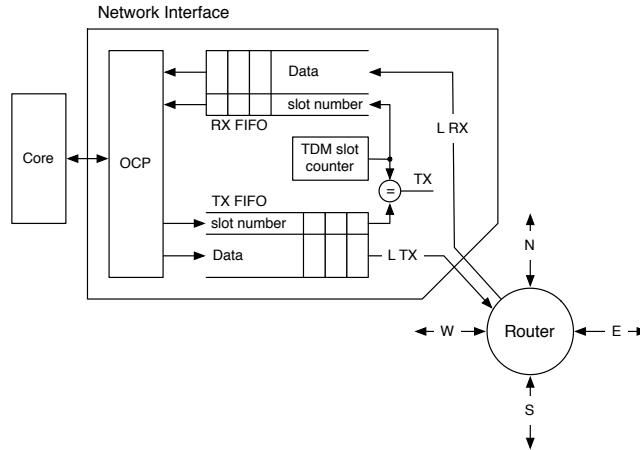 Network Interface
Data
slot number
RX FIFO
L RX
Core
OCP
TDM slot
counter
=
TX
TX FIFO
slot number
Data
L TX
N
W
Router
E
S